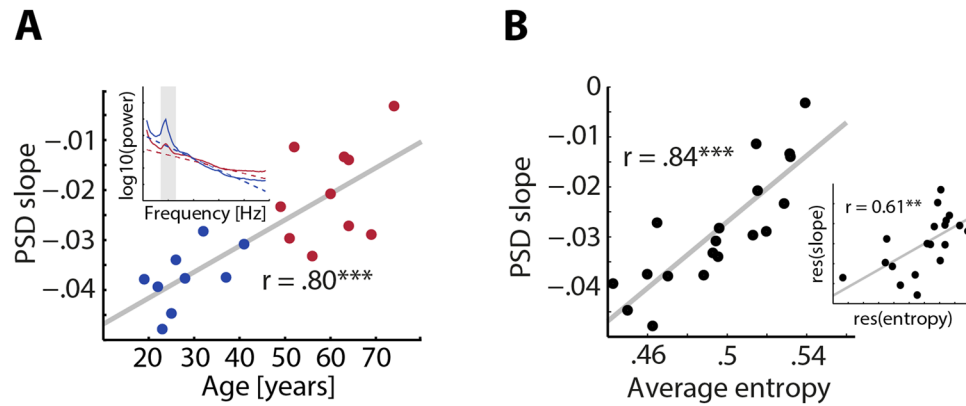 A
PSD slope
−.01
−.02
−.03
−.04
log10(power)
Frequency [Hz]
r = .80***
20 30 40 50 60 70
Age [years]
B
PSD slope
0
−.01
−.02
−.03
−.04
r = .84***
.46 .5 .54
Average entropy
res(slope)
r = 0.61**
res(entropy)